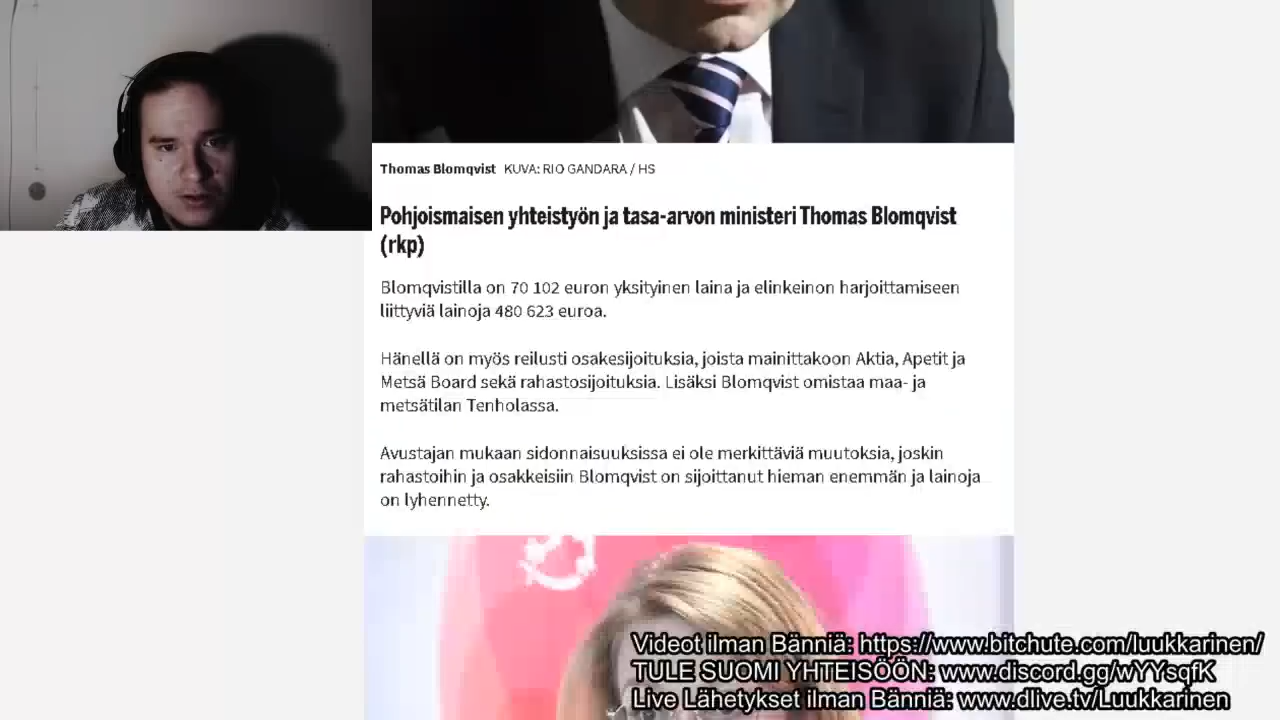 Thomas Blomqvist KUVA: RIO GANDARA / HS
Pohjoismaisen yhteistyön ja tasa-arvon ministeri Thomas Blomqvist
(rkp)
Blomqvistilla on 70 102 euron yksityinen laina ja elinkeinon harjoittamiseen
liittyviä lainoja 480 623 euroa.
Hänellä on myös reilusti osakesijoituksia, joista mainittakoon Aktia, Apetit ja
Metsä Board sekä rahastosijoituksia. Lisäksi Blomqvist omistaa maa- ja
metsätilan Tenholassa.
Avustajan mukaan sidonnaisuuksissa ei ole merkittäviä muutoksia, joskin
rahastoihin ja osakkeisiin Blomqvist on sijoittanut hieman enemmän ja lainoja
on lyhennetty.
Videot ilman Bänniä: https://www.bitchute.com/luukkarinen/
TULE SUOMI YHTEISÖÖN: www.discord.gg/wYYsqfK
Live Lähetykset ilman Bänniä: www.dlive.tv/Luukkarinen